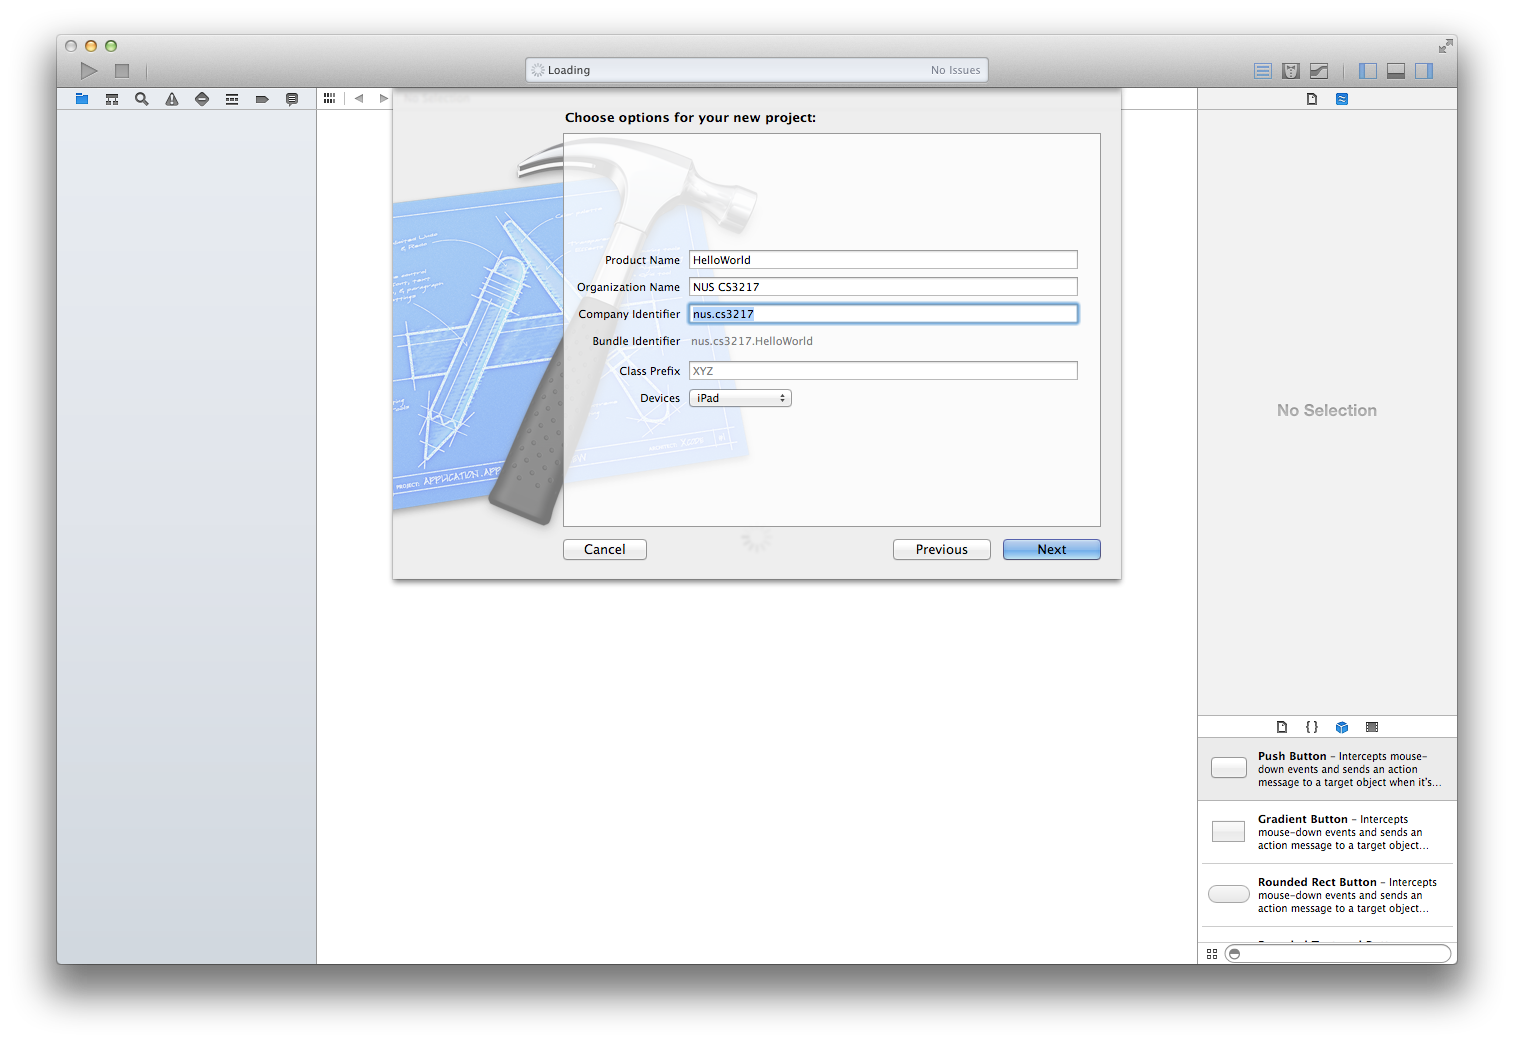 Loading
No Issues
No Selection
Choose options for your new project:
Product Name HelloWorld
Organization Name NUS CS3217
Company Identifier nus.cs3217
Bundle Identifier nus.cs3217.HelloWorld
Class Prefix XYZ
Devices iPad
PROJECT: APPLICATION.APP
Cancel
Previous
Next
No Selection
{ }
Push Button – Intercepts mouse-
down events and sends an action
message to a target object when it's...
Gradient Button – Intercepts
mouse-down events and sends an
action message to a target object...
Rounded Rect Button – Intercepts
mouse-down events and sends an
action message to a target object...